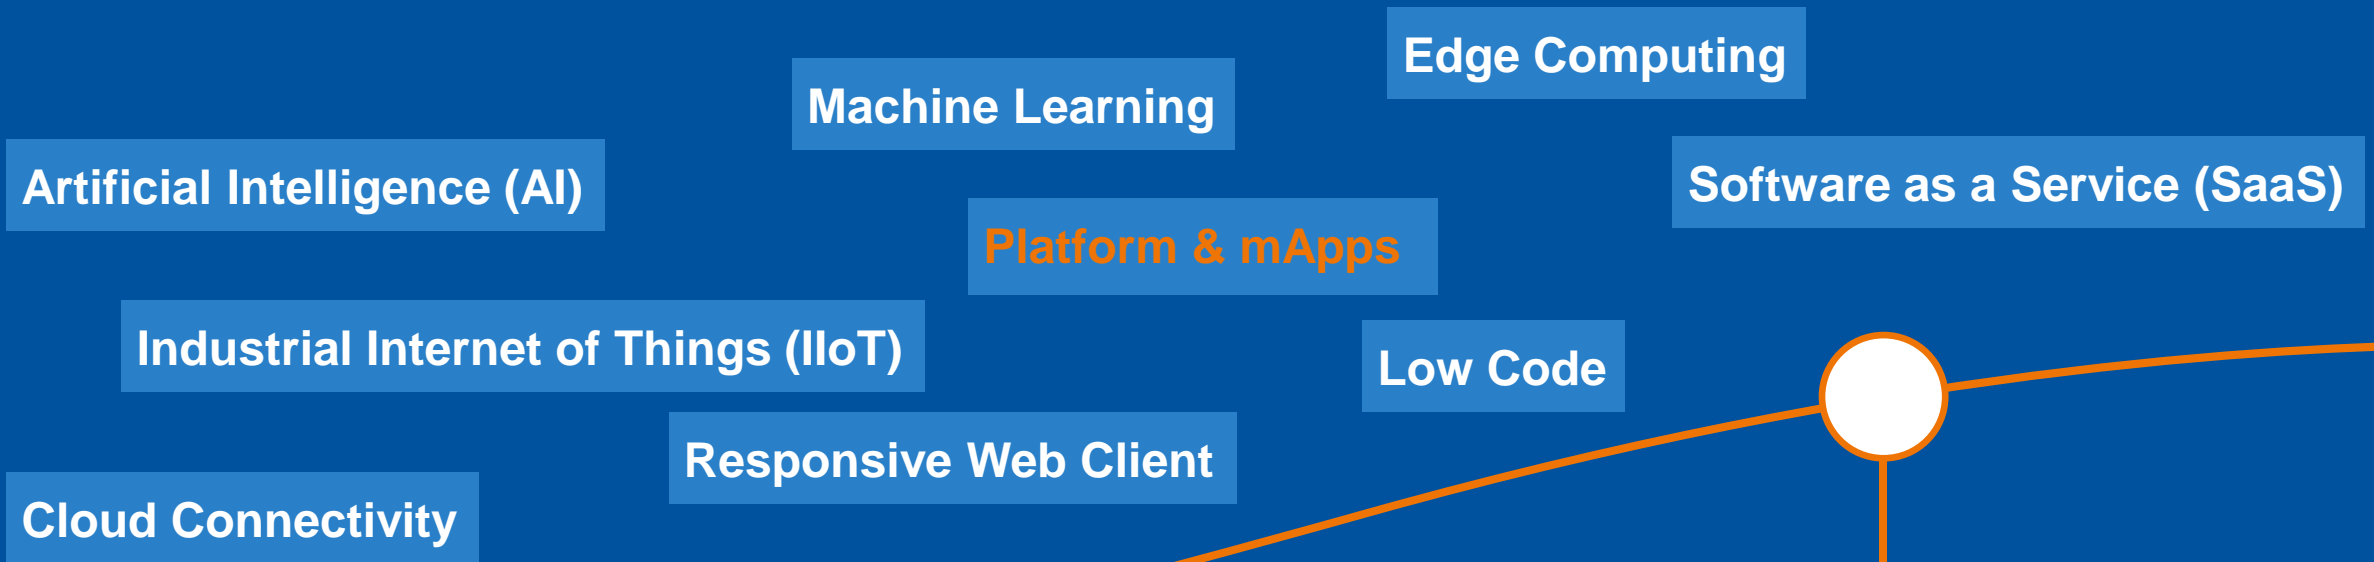 Edge Computing
Machine Learning
Artificial Intelligence (AI)
Software as a Service (SaaS)
Platform & mApps
Industrial Internet of Things (IIoT)
Low Code
Responsive Web Client
Cloud Connectivity